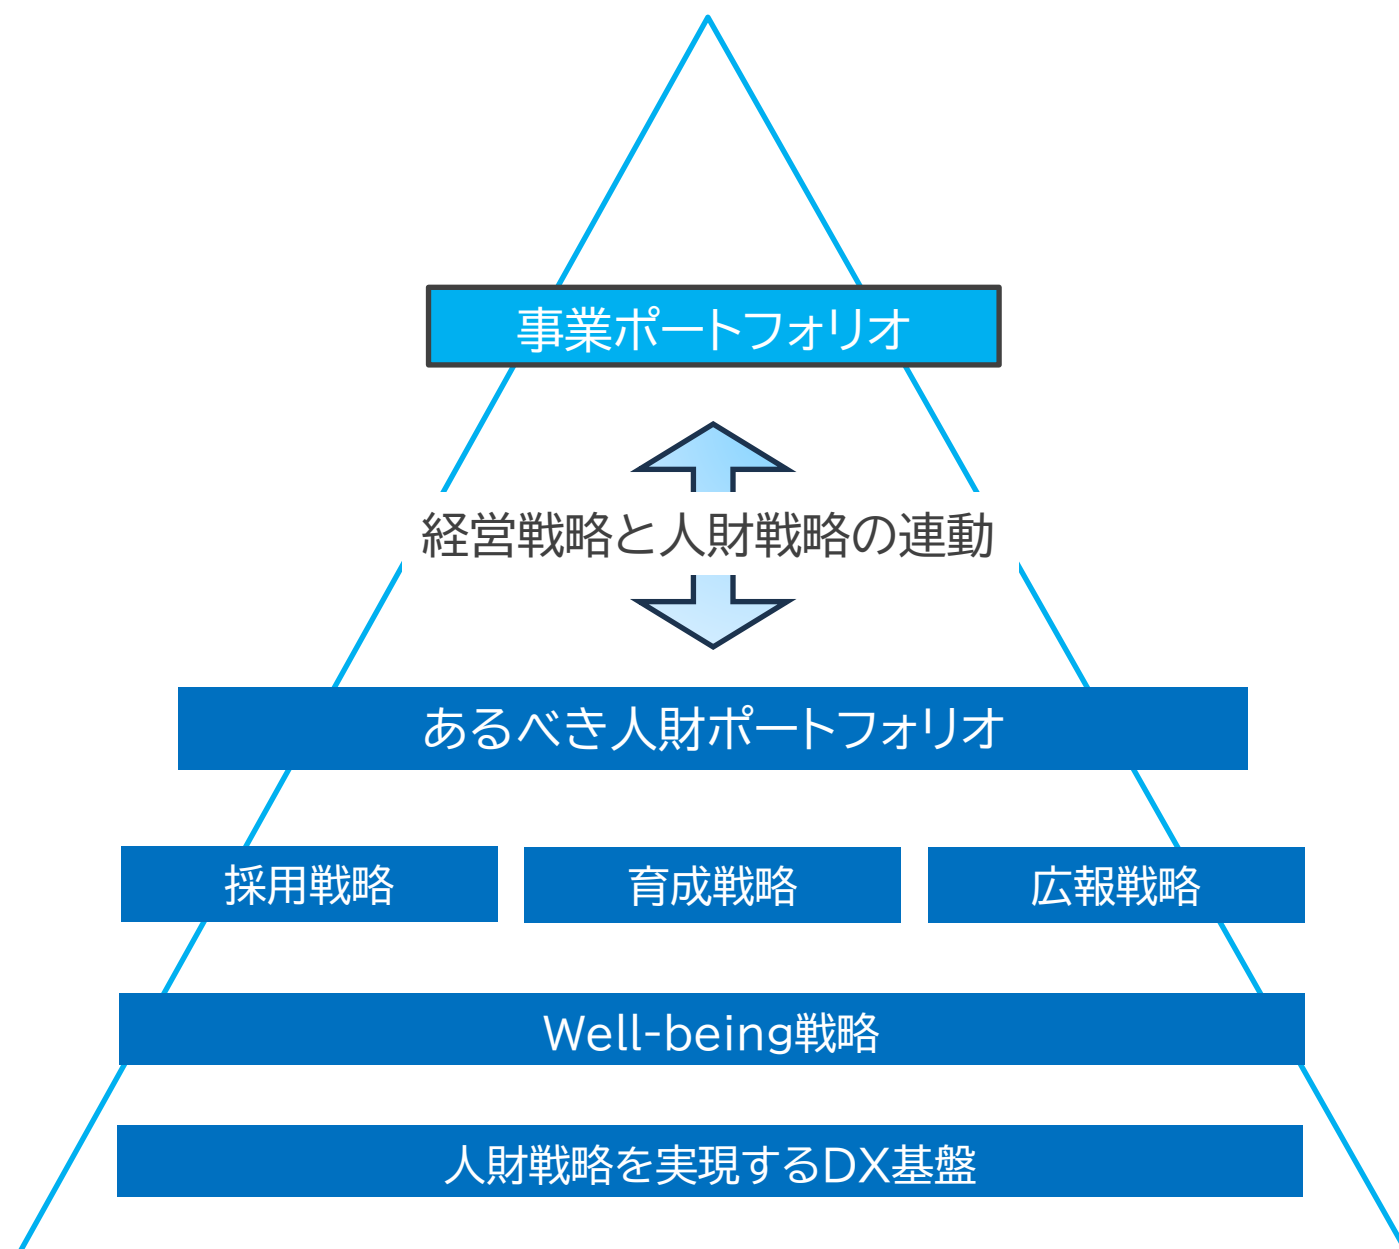 事業ポートフォリオ
経営戦略と人財戦略の連動
あるべき人財ポートフォリオ
採用戦略
育成戦略
広報戦略
Well-being戦略
人財戦略を実現するDX基盤